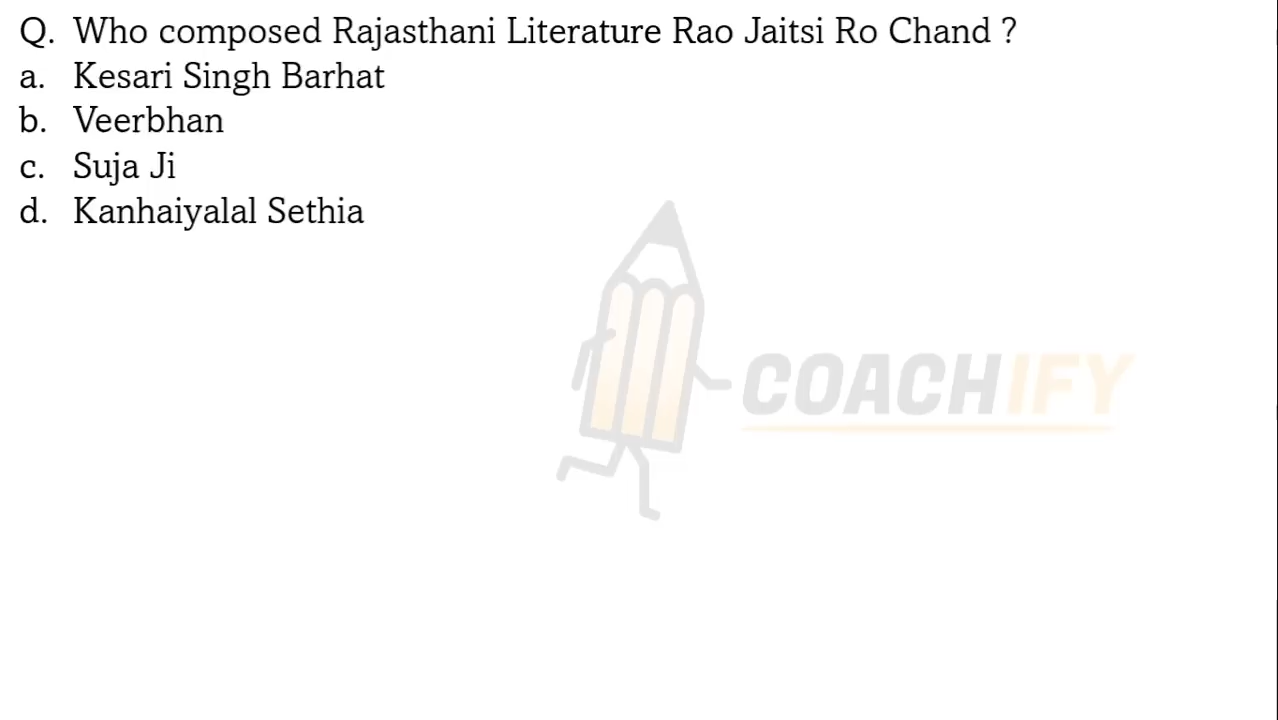 Q. Who composed Rajasthani Literature Rao Jaitsi Ro Chand ?
a. Kesari Singh Barhat
b. Veerbhan
c. Suja Ji
d. Kanhaiyalal Sethia
COACHIFY